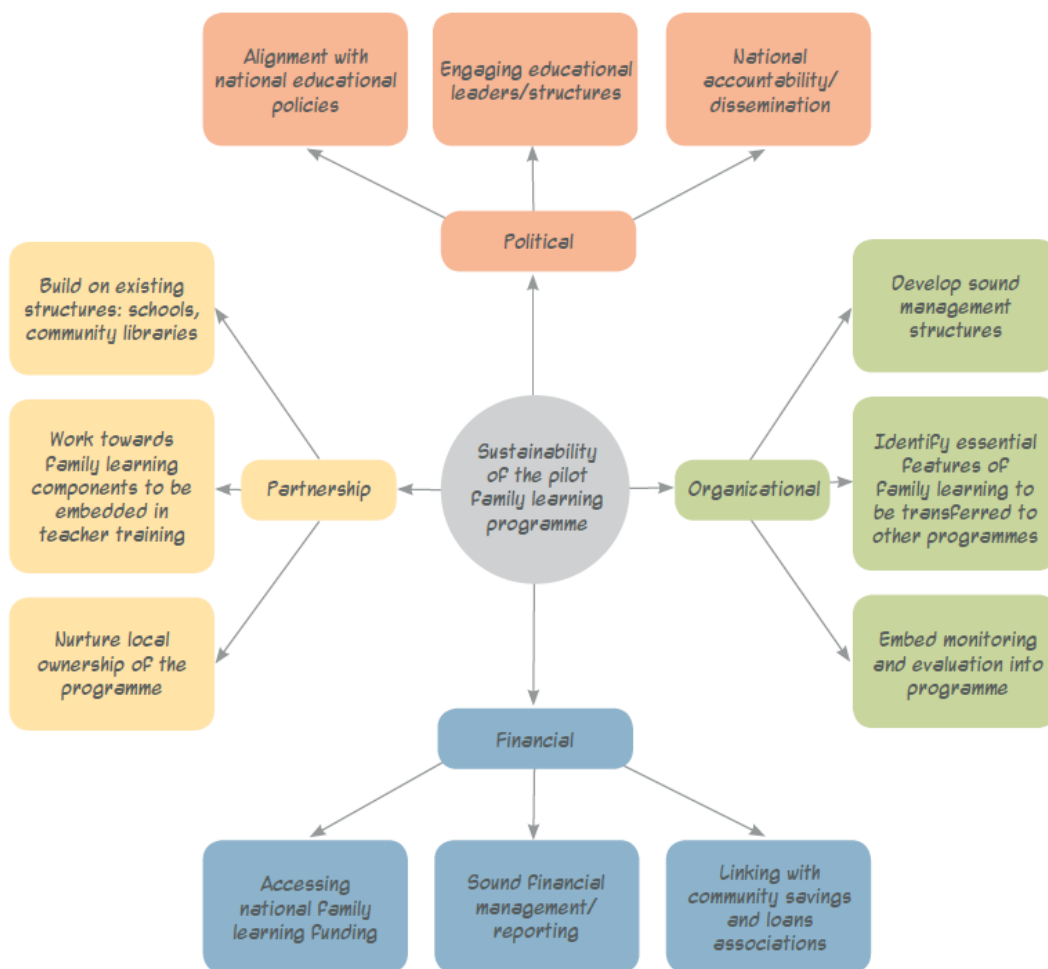 Alignment with
national educational
policies
Engaging educational
leaders/structures
National
accountability/
dissemination
Political
Build on existing
structures: schools,
community libraries
Work towards
family learning
components to be
embedded in
teacher training
Nurture local
ownership of the
programme
Partnership
Sustainability
of the pilot
family learning
programme
Organizational
Develop sound
management
structures
Identify essential
features of
family learning to
be transferred to
other programmes
Embed monitoring
and evaluation into
programme
Financial
Accessing
national family
learning funding
Sound financial
management/
reporting
Linking with
community savings
and loans
associations